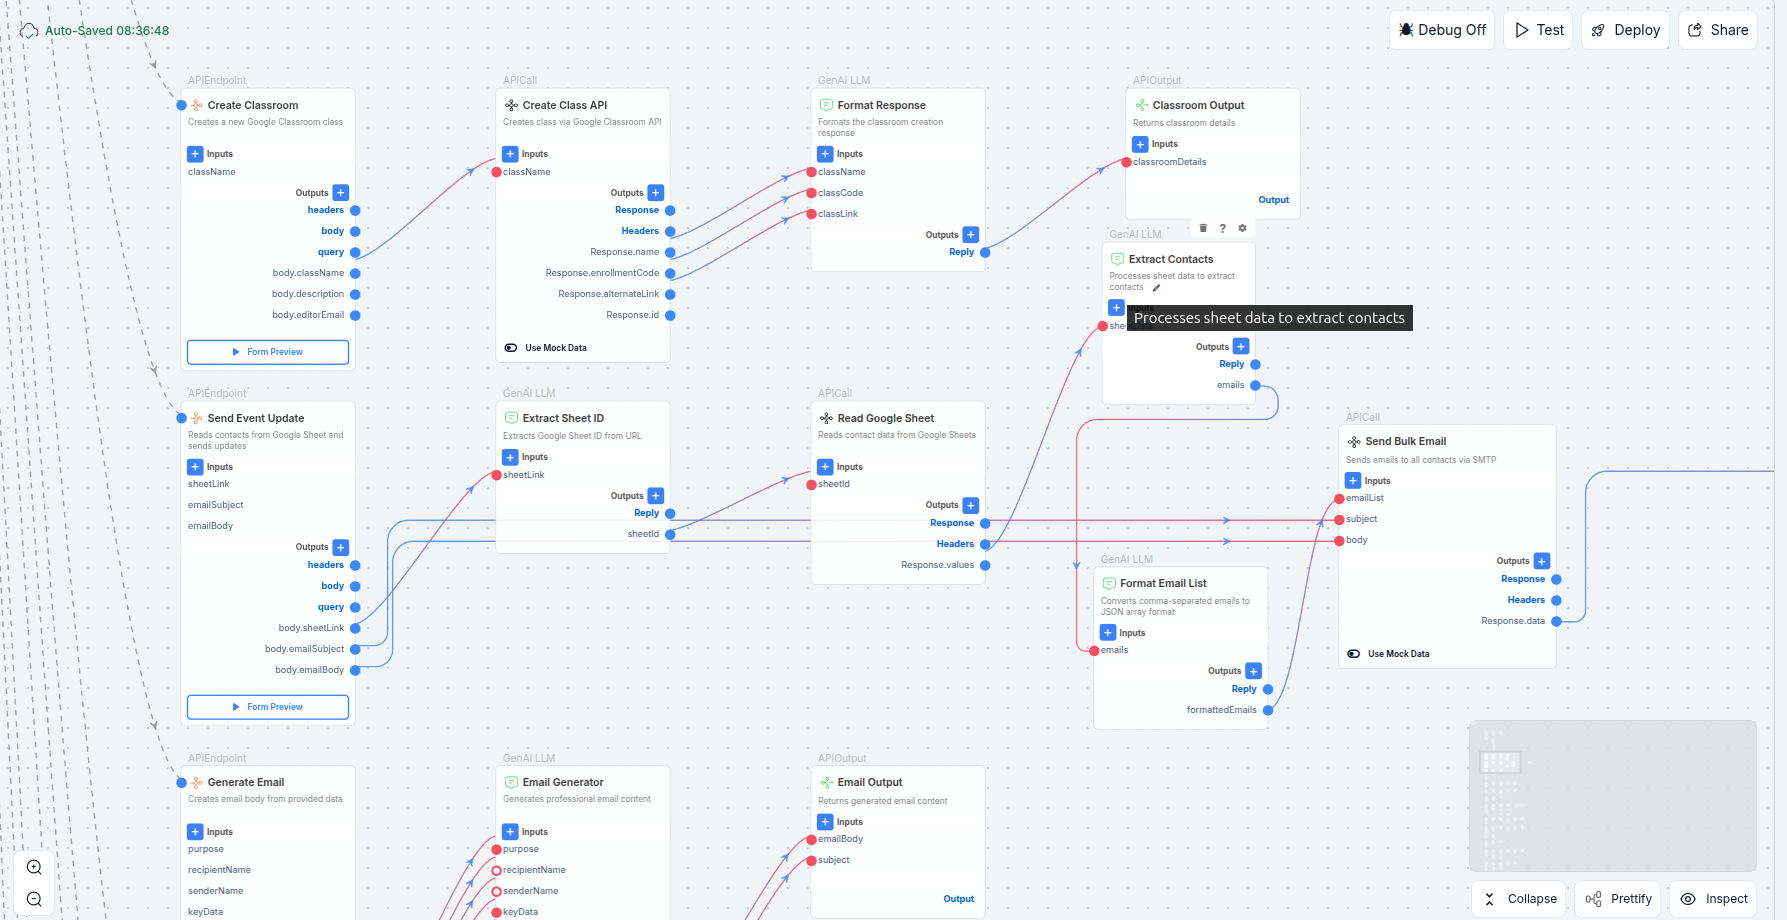 Auto-Saved 08:36:48
Debug Off
Test
Deploy
Share
APIEndpoint
Create Classroom
Creates a new Google Classroom class
Inputs
className
Outputs
headers
body
query
body.className
body.description
body.editorEmail
Form Preview
APICall
Create Class API
Creates class via Google Classroom API
Inputs
className
Outputs
Response
Headers
Response.name
Response.enrollmentCode
Response.alternateLink
Response.id
Use Mock Data
GenAI LLM
Format Response
Formats the classroom creation
response
Inputs
className
classCode
classLink
Outputs
Reply
APIOutput
Classroom Output
Returns classroom details
Inputs
classroomDetails
Output
GenAI LLM
Extract Contacts
Processes sheet data to extract
contacts
Processes sheet data to extract contacts
Outputs
Reply
emails
APIEndpoint
Send Event Update
Reads contacts from Google Sheet and
sends updates
Inputs
sheetLink
emailSubject
emailBody
Outputs
headers
body
query
body.sheetLink
body.emailSubject
body.emailBody
Form Preview
GenAI LLM
Extract Sheet ID
Extracts Google Sheet ID from URL
Inputs
sheetLink
Outputs
Reply
sheetId
APICall
Read Google Sheet
Reads contact data from Google Sheets
Inputs
sheetId
Outputs
Response
Headers
Response.values
GenAI LLM
Format Email List
Converts comma-separated emails to
JSON array format
Inputs
emails
Outputs
Reply
formattedEmails
APICall
Send Bulk Email
Sends emails to all contacts via SMTP
Inputs
emailList
subject
body
Outputs
Response
Headers
Response.data
Use Mock Data
APIEndpoint
Generate Email
Creates email body from provided data
Inputs
purpose
recipientName
senderName
keyData
GenAI LLM
Email Generator
Generates professional email content
Inputs
purpose
recipientName
senderName
keyData
APIOutput
Email Output
Returns generated email content
Inputs
emailBody
subject
Output
Collapse
Prettify
Inspect